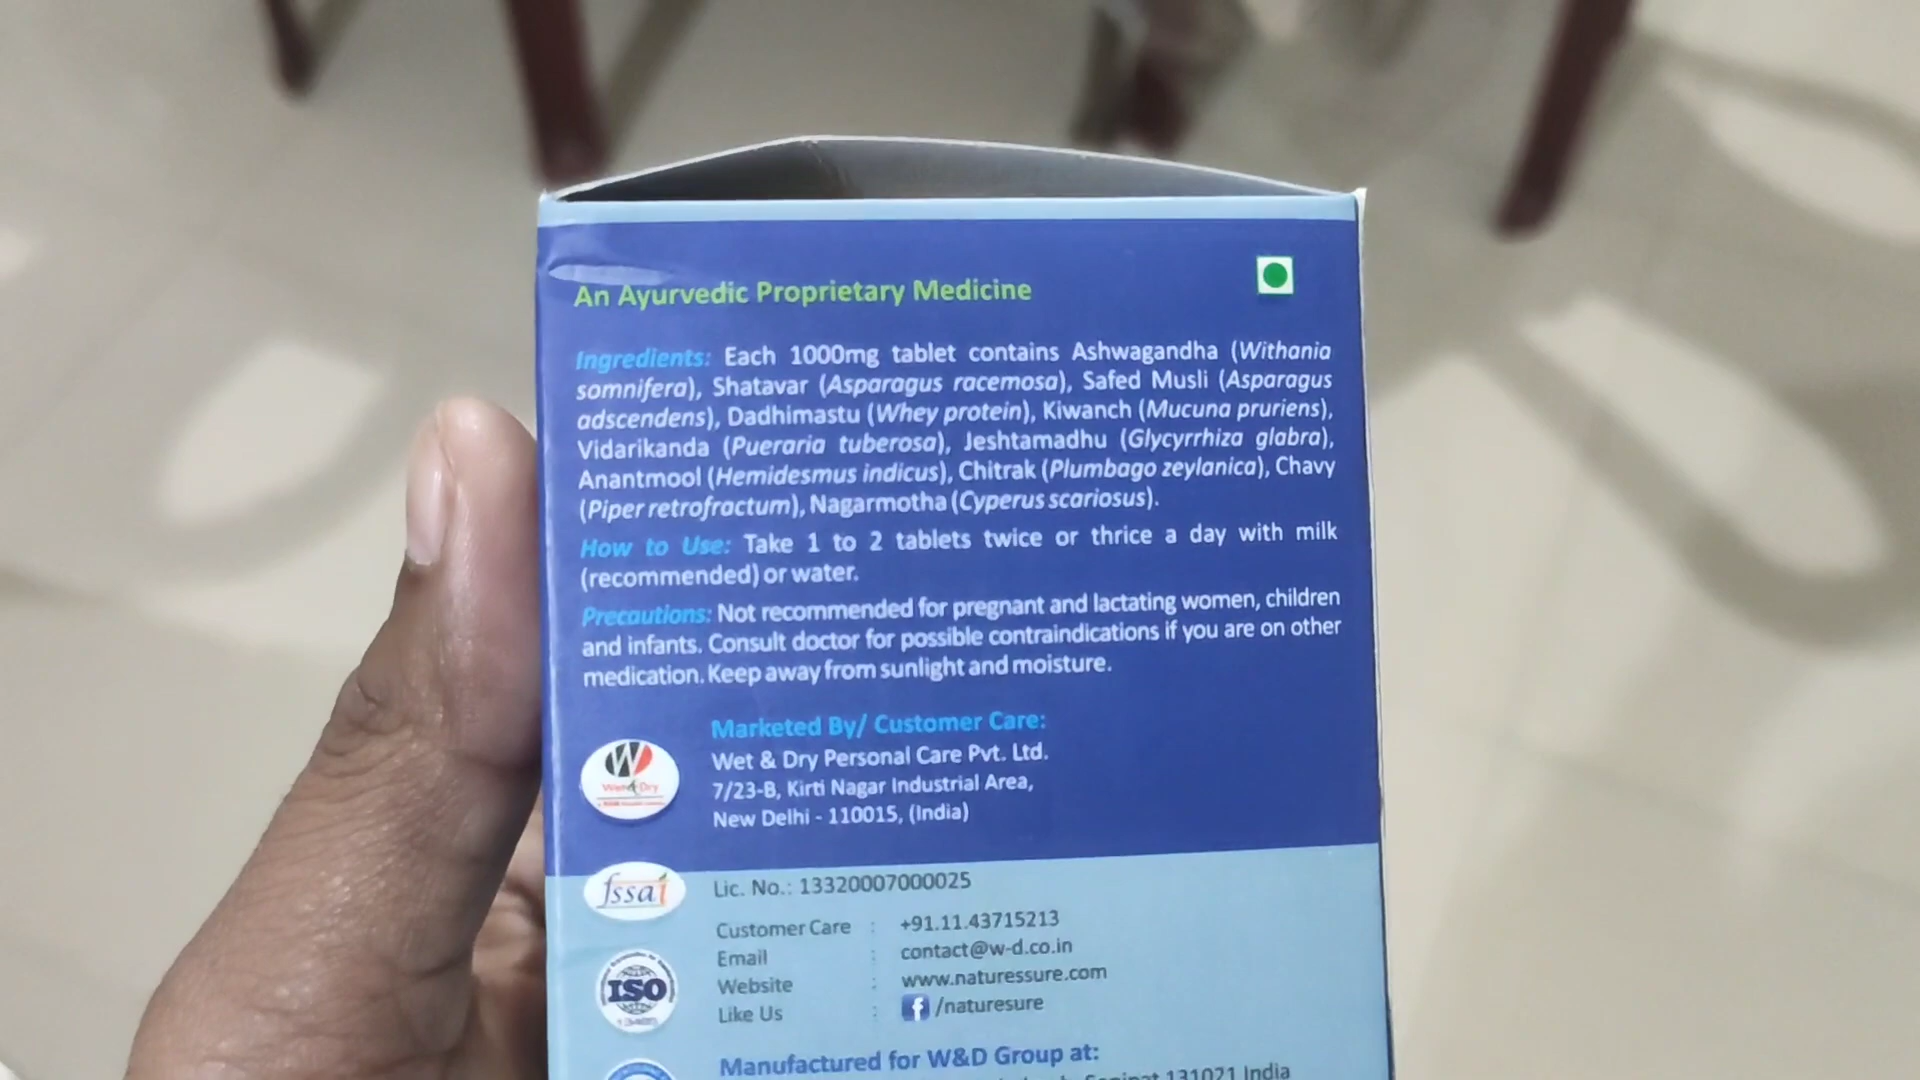 An Ayurvedic Proprietary Medicine
Ingredients: Each 1000mg tablet contains Ashwagandha (Withania
somnifera), Shatavar (Asparagus racemosa), Safed Musli (Asparagus
adscendens), Dadhimastu (Whey protein), Kiwanch (Mucuna pruriens),
Vidarikanda (Pueraria tuberosa), Jeshtamadhu (Glycyrrhiza glabra),
Anantmool (Hemidesmus indicus), Chitrak (Plumbago zeylanica), Chavy
(Piper retrofractum), Nagarmotha (Cyperus scariosus).
How to Use: Take 1 to 2 tablets twice or thrice a day with milk
(recommended) or water.
Precautions: Not recommended for pregnant and lactating women, children
and infants. Consult doctor for possible contraindications if you are on other
medication. Keep away from sunlight and moisture.
Marketed By/ Customer Care:
Wet & Dry Personal Care Pvt. Ltd.
7/23-B, Kirti Nagar Industrial Area,
New Delhi - 110015, (India)
W
Wet & Dry
fssai
Lic. No.: 13320007000025
Customer Care : +91.11.43715213
Email : contact@w-d.co.in
Website : www.naturessure.com
Like Us : f /naturesure
ISO
Manufactured for W&D Group at:
131021 India